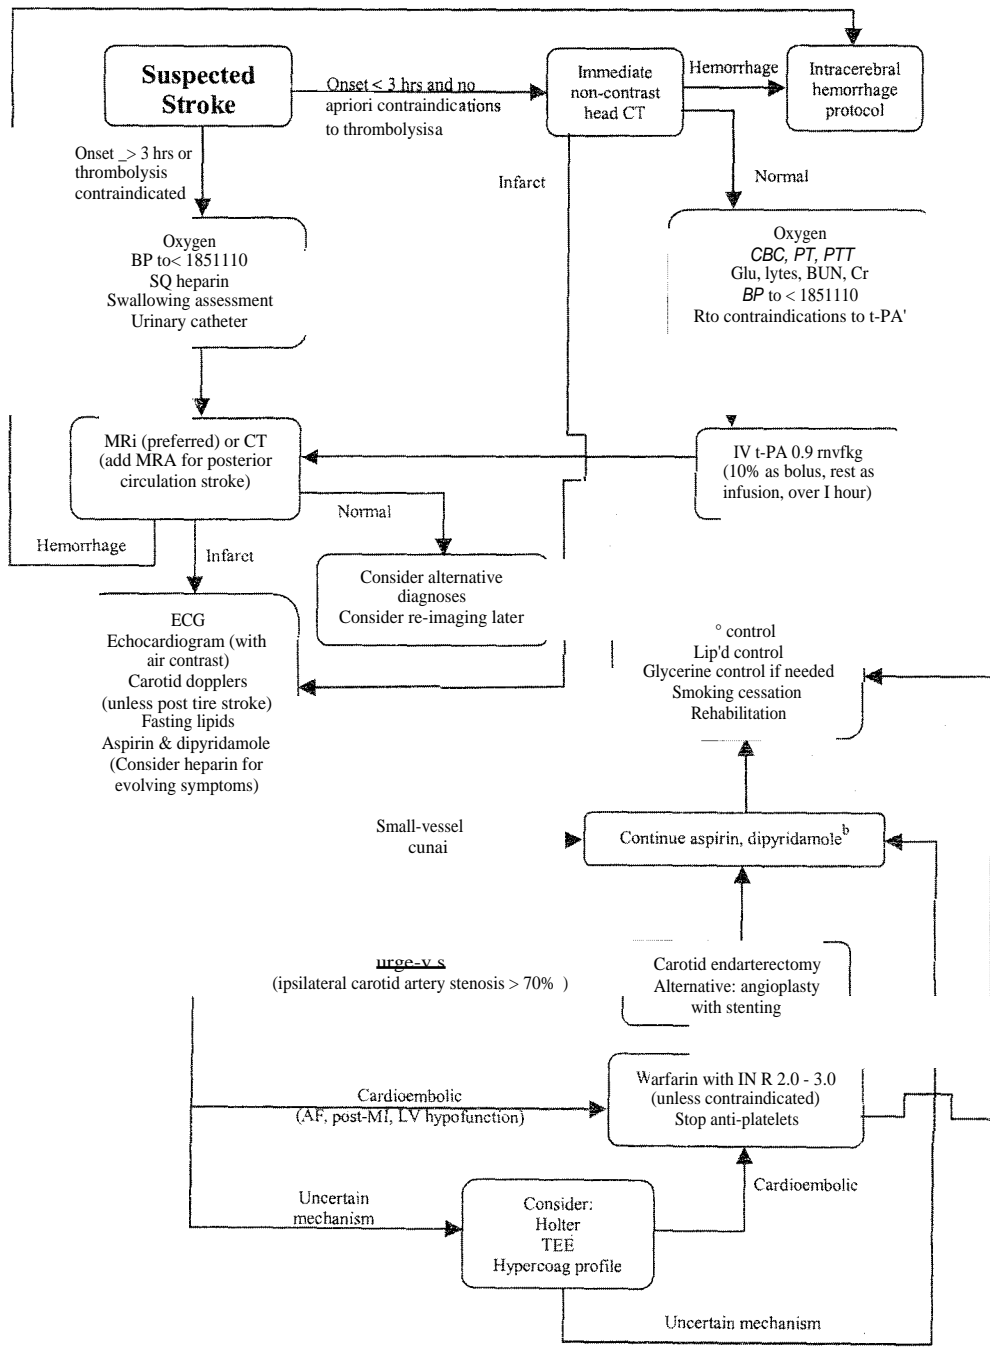 Suspected
Stroke
Onset < 3 hrs and no
apriori contraindications
to thrombolysisa
Immediate
non-contrast
head CT
Hemorrhage
Intracerebral
hemorrhage
protocol
Onset _> 3 hrs or
thrombolysis
contraindicated
Infarct
Normal
Oxygen
BP to< 1851110
SQ heparin
Swallowing assessment
Urinary catheter
Oxygen
CBC, PT, PTT
Glu, lytes, BUN, Cr
BP to < 1851110
Rto contraindications to t-PA'
MRi (preferred) or CT
(add MRA for posterior
circulation stroke)
IV t-PA 0.9 rnvfkg
(10% as bolus, rest as
infusion, over I hour)
Normal
Hemorrhage
Infarct
Consider alternative
diagnoses
Consider re-imaging later
ECG
Echocardiogram (with
air contrast)
Carotid dopplers
(unless post tire stroke)
Fasting lipids
Aspirin & dipyridamole
(Consider heparin for
evolving symptoms)
° control
Lip'd control
Glycerine control if needed
Smoking cessation
Rehabilitation
Small-vessel
cunai
Continue aspirin, dipyridamole b
urge-v s
(ipsilateral carotid artery stenosis > 70% )
Carotid endarterectomy
Alternative: angioplasty
with stenting
Cardioembolic
(AF, post-MI, LV hypofunction)
Warfarin with IN R 2.0 - 3.0
(unless contraindicated)
Stop anti-platelets
Cardioembolic
Uncertain
mechanism
Consider:
Holter
TEE
Hypercoag profile
Uncertain mechanism